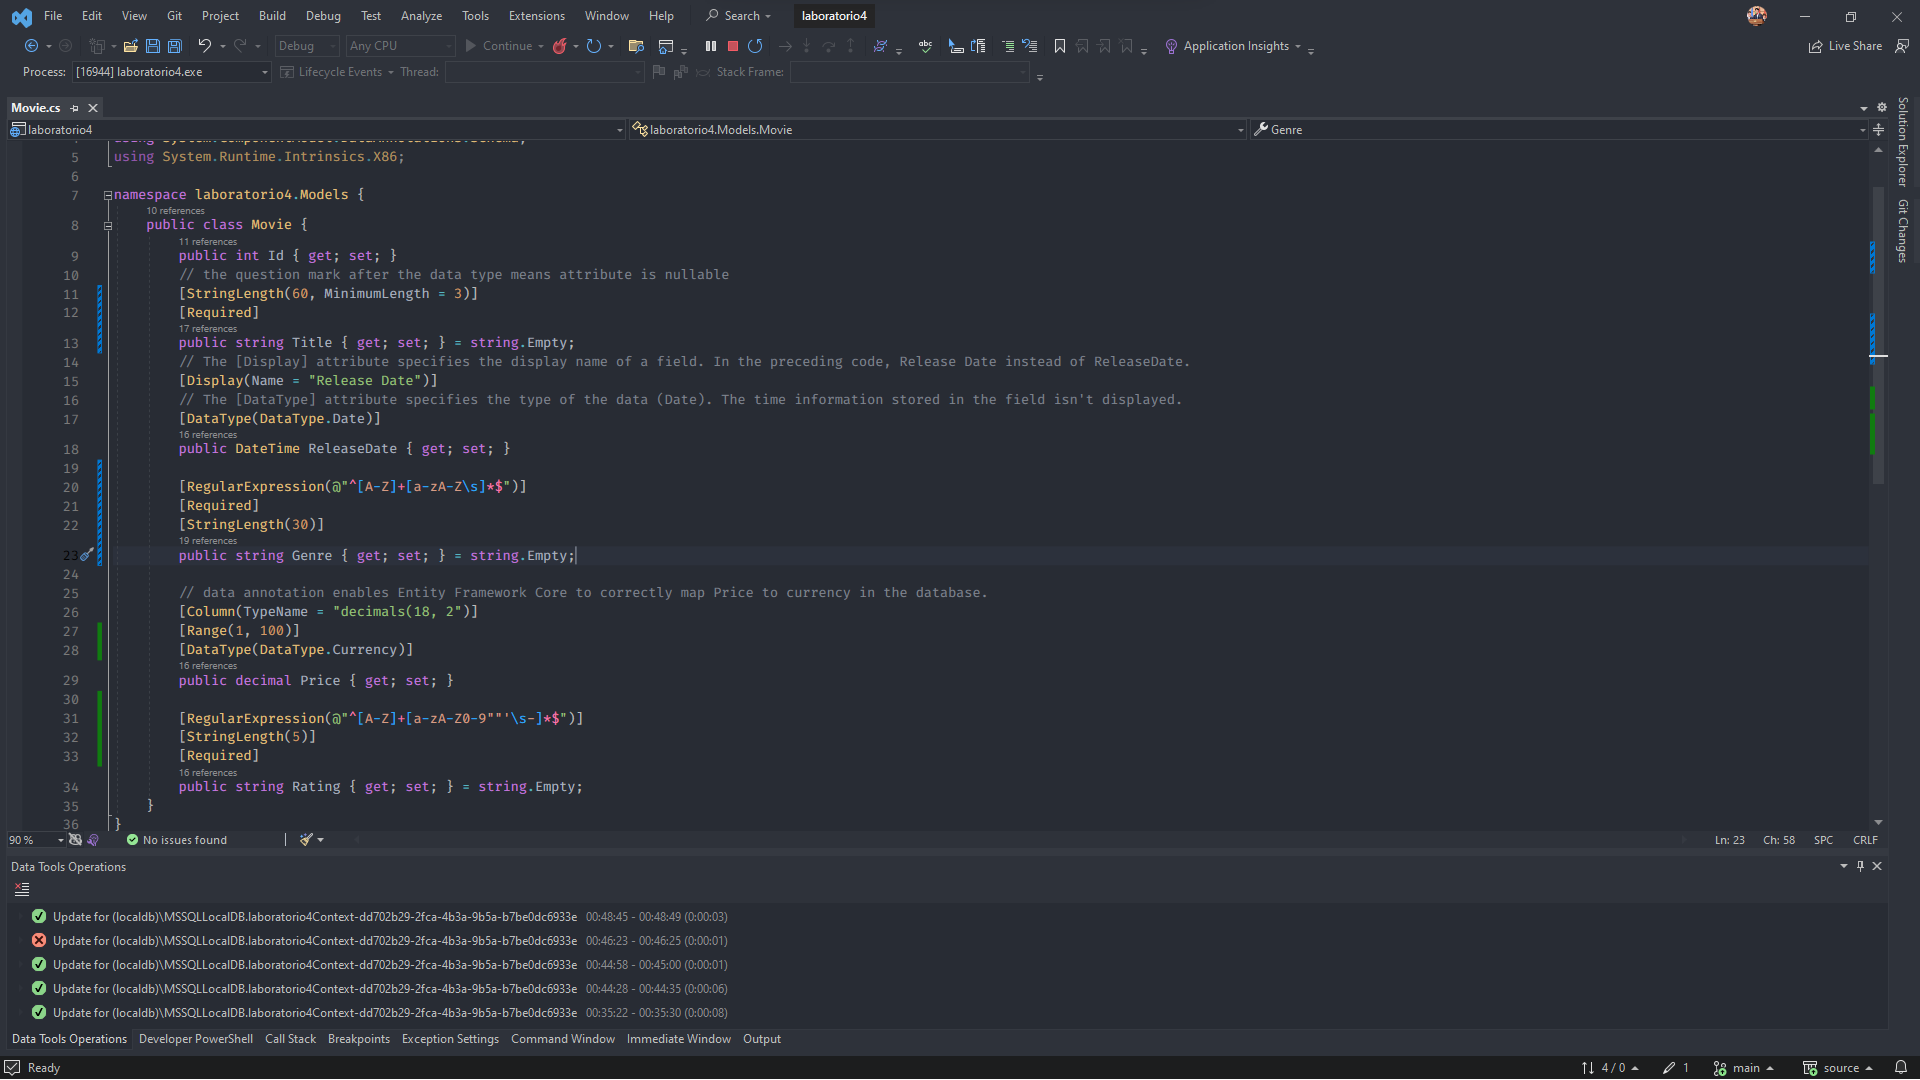 File Edit View Git Project Build Debug Test Analyze Tools Extensions Window Help Search laboratorio4
Debug Any CPU Continue Application Insights Live Share
Process: [16944] laboratorio4.exe Lifecycle Events Thread: Stack Frame:
Movie.cs
laboratorio4 laboratorio4.Models.Movie Genre
5 using System.Runtime.Intrinsics.X86;
6
7 namespace laboratorio4.Models {
10 references
8 public class Movie {
11 references
9 public int Id { get; set; }
10 // the question mark after the data type means attribute is nullable
11 [StringLength(60, MinimumLength = 3)]
12 [Required]
17 references
13 public string Title { get; set; } = string.Empty;
14 // The [Display] attribute specifies the display name of a field. In the preceding code, Release Date instead of ReleaseDate.
15 [Display(Name = "Release Date")]
16 // The [DataType] attribute specifies the type of the data (Date). The time information stored in the field isn't displayed.
17 [DataType(DataType.Date)]
16 references
18 public DateTime ReleaseDate { get; set; }
19
20 [RegularExpression(@"^[A-Z]+[a-zA-Z\s]*$")]
21 [Required]
22 [StringLength(30)]
19 references
23 public string Genre { get; set; } = string.Empty;
24
25 // data annotation enables Entity Framework Core to correctly map Price to currency in the database.
26 [Column(TypeName = "decimals(18, 2")]
27 [Range(1, 100)]
28 [DataType(DataType.Currency)]
16 references
29 public decimal Price { get; set; }
30
31 [RegularExpression(@"^[A-Z]+[a-zA-Z0-9""'\s-]*$")]
32 [StringLength(5)]
33 [Required]
16 references
34 public string Rating { get; set; } = string.Empty;
35 }
36 }
90 % No issues found Ln: 23 Ch: 58 SPC CRLF
Data Tools Operations
Update for (localdb)\MSSQLLocalDB.laboratorio4Context-dd702b29-2fca-4b3a-9b5a-b7be0dc6933e 00:48:45 - 00:48:49 (0:00:03)
Update for (localdb)\MSSQLLocalDB.laboratorio4Context-dd702b29-2fca-4b3a-9b5a-b7be0dc6933e 00:46:23 - 00:46:25 (0:00:01)
Update for (localdb)\MSSQLLocalDB.laboratorio4Context-dd702b29-2fca-4b3a-9b5a-b7be0dc6933e 00:44:58 - 00:45:00 (0:00:01)
Update for (localdb)\MSSQLLocalDB.laboratorio4Context-dd702b29-2fca-4b3a-9b5a-b7be0dc6933e 00:44:28 - 00:44:35 (0:00:06)
Update for (localdb)\MSSQLLocalDB.laboratorio4Context-dd702b29-2fca-4b3a-9b5a-b7be0dc6933e 00:35:22 - 00:35:30 (0:00:08)
Data Tools Operations Developer PowerShell Call Stack Breakpoints Exception Settings Command Window Immediate Window Output
Ready 4 / 0 1 main source
Solution Explorer
Git Changes